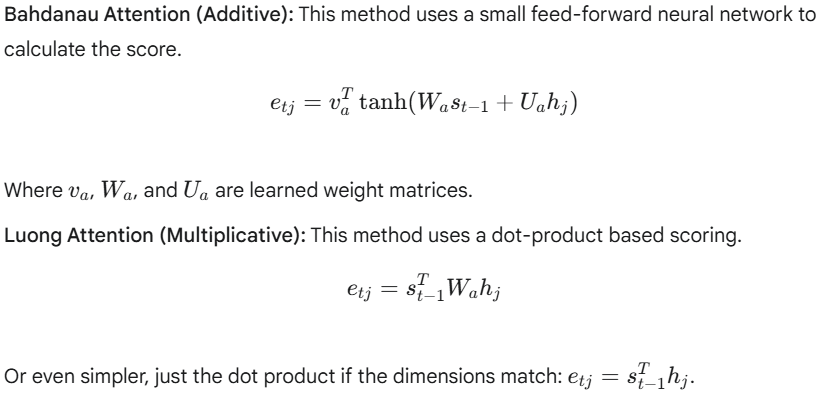 Bahdanau Attention (Additive): This method uses a small feed-forward neural network to
calculate the score.
$e_{tj} = v_a^T \tanh(W_a s_{t-1} + U_a h_j)$
Where $v_a$, $W_a$, and $U_a$ are learned weight matrices.
Luong Attention (Multiplicative): This method uses a dot-product based scoring.
$e_{tj} = s_{t-1}^T W_a h_j$
Or even simpler, just the dot product if the dimensions match: $e_{tj} = s_{t-1}^T h_j$.